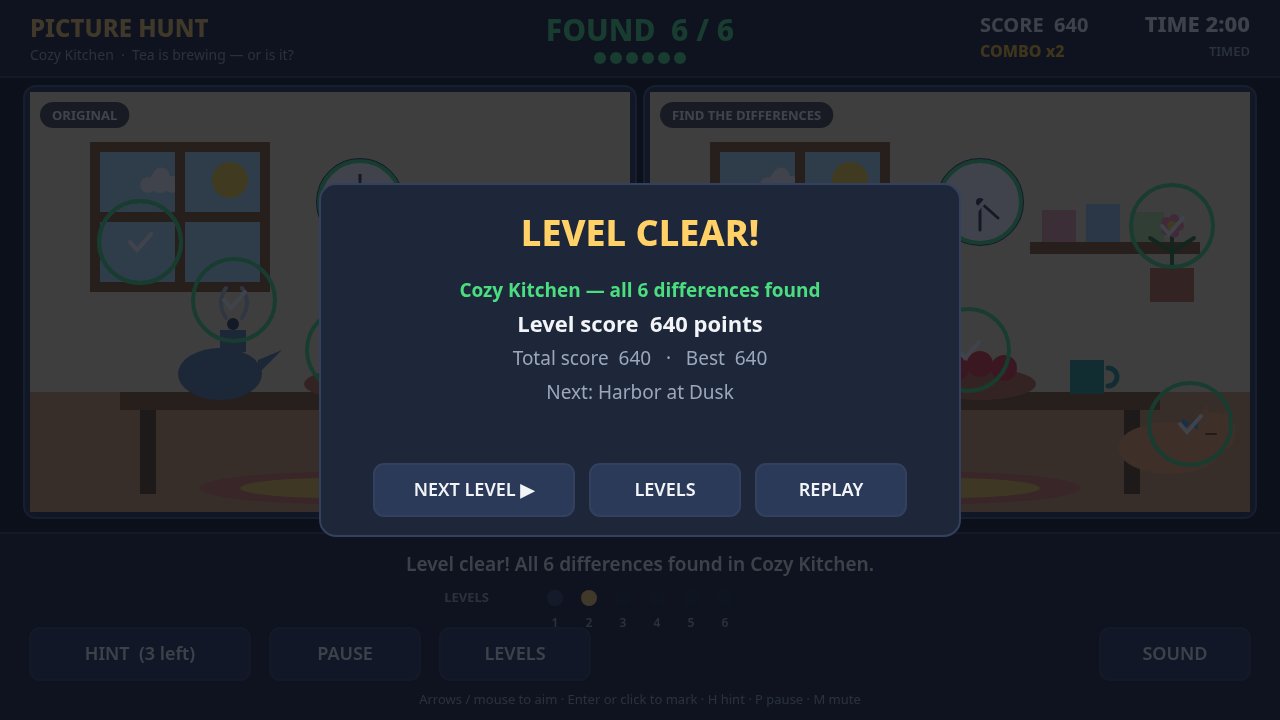 PICTURE HUNT
Cozy Kitchen · Tea is brewing — or is it?
FOUND 6 / 6
SCORE 640
COMBO x2
TIME 2:00
TIMED
ORIGINAL
FIND THE DIFFERENCES
LEVEL CLEAR!
Cozy Kitchen — all 6 differences found
Level score 640 points
Total score 640 · Best 640
Next: Harbor at Dusk
NEXT LEVEL ▶
LEVELS
REPLAY
Level clear! All 6 differences found in Cozy Kitchen.
LEVELS
1 2 3 4 5 6
HINT (3 left)
PAUSE
LEVELS
SOUND
Arrows / mouse to aim · Enter or click to mark · H hint · P pause · M mute